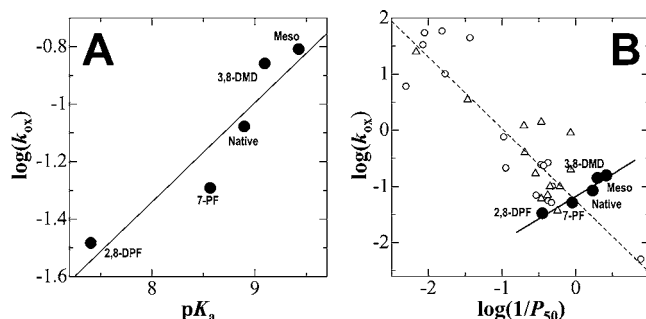 A
Meso
3,8-DMD
Native
7-PF
2,8-DPF
-0.8
-1
-1.2
-1.4
-1.6
8
9
log(kox)
pKa
B
3,8-DMD
Meso
Native
7-PF
2,8-DPF
2
1
0
-1
-2
-2
-1
0
1
log(kox)
log(1/P50)